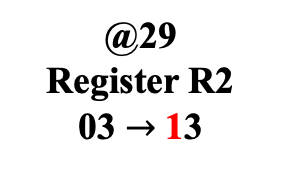 @29
Register R2
03 → 13